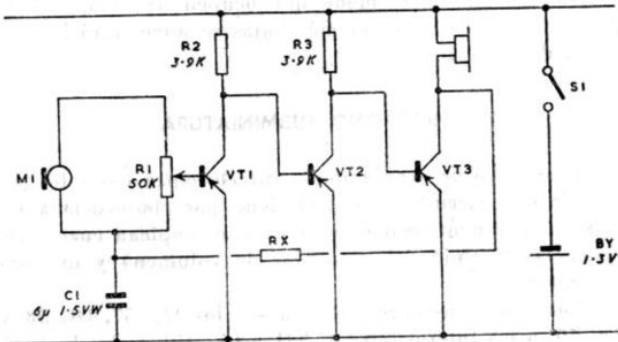 R2
3·9K
R3
3·9K
S1
M1
R1
50K
VT1
VT2
VT3
RX
BY
1·3V
C1
6μ 1·5VW